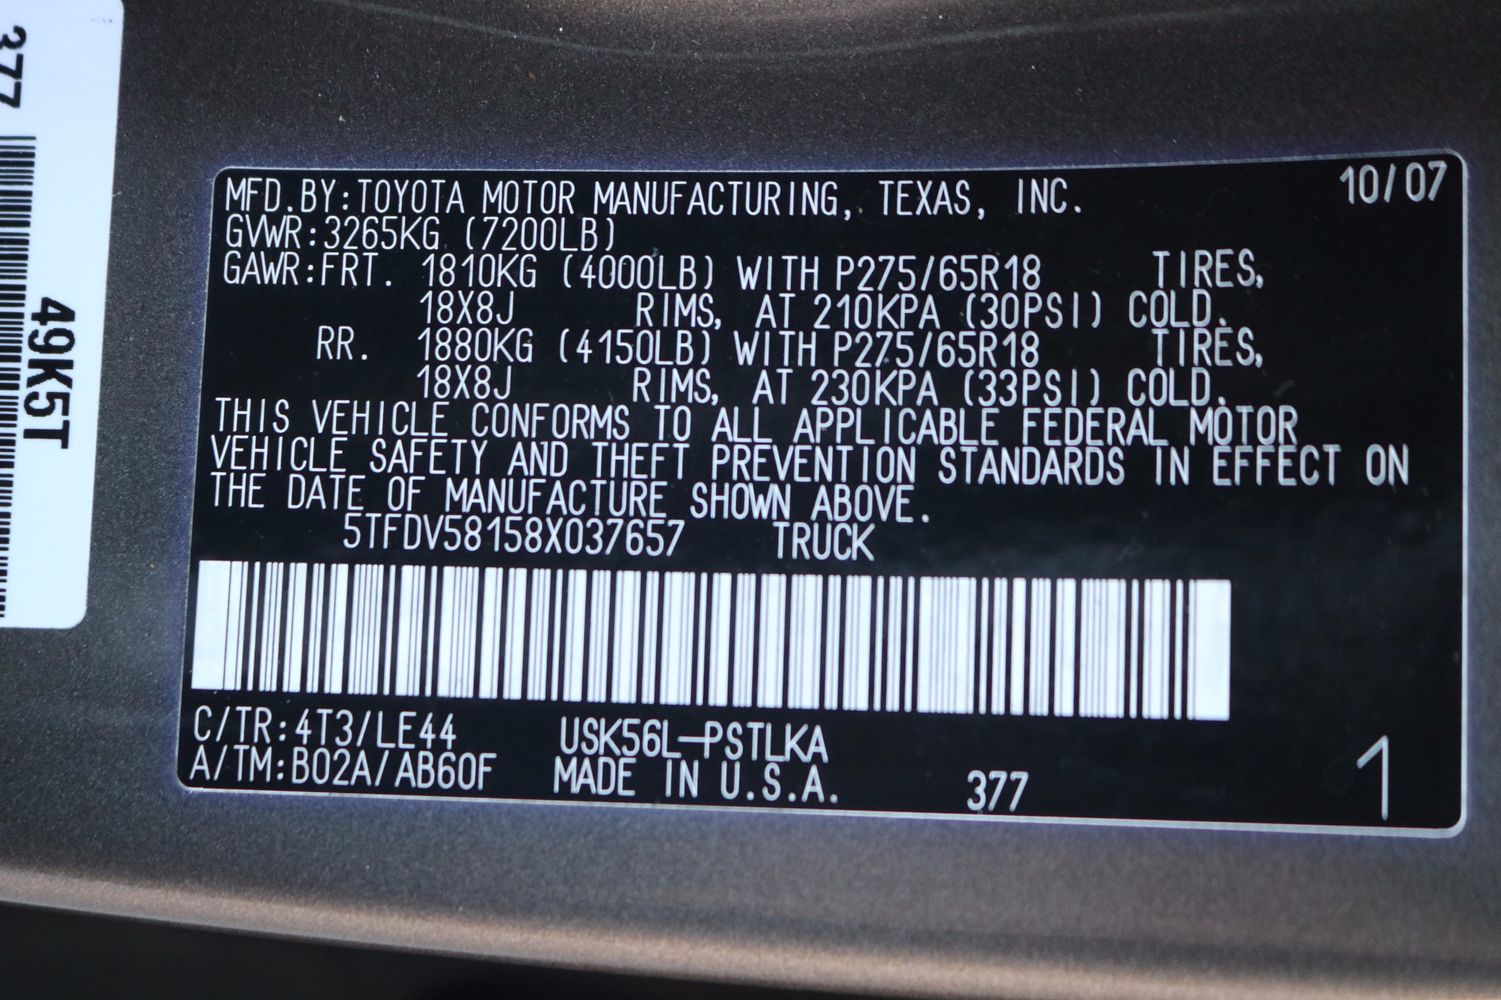 377
49K5T
MFD.BY:TOYOTA MOTOR MANUFACTURING, TEXAS, INC. 10/07
GVWR:3265KG (7200LB)
GAWR:FRT. 1810KG (4000LB) WITH P275/65R18 TIRES,
18X8J RIMS, AT 210KPA (30PSI) COLD.
RR. 1880KG (4150LB) WITH P275/65R18 TIRES,
18X8J RIMS, AT 230KPA (33PSI) COLD.
THIS VEHICLE CONFORMS TO ALL APPLICABLE FEDERAL MOTOR
VEHICLE SAFETY AND THEFT PREVENTION STANDARDS IN EFFECT ON
THE DATE OF MANUFACTURE SHOWN ABOVE.
5TFDV58158X037657 TRUCK
C/TR:4T3/LE44 USK56L-PSTLKA
A/TM:B02A/AB60F MADE IN U.S.A. 377 1